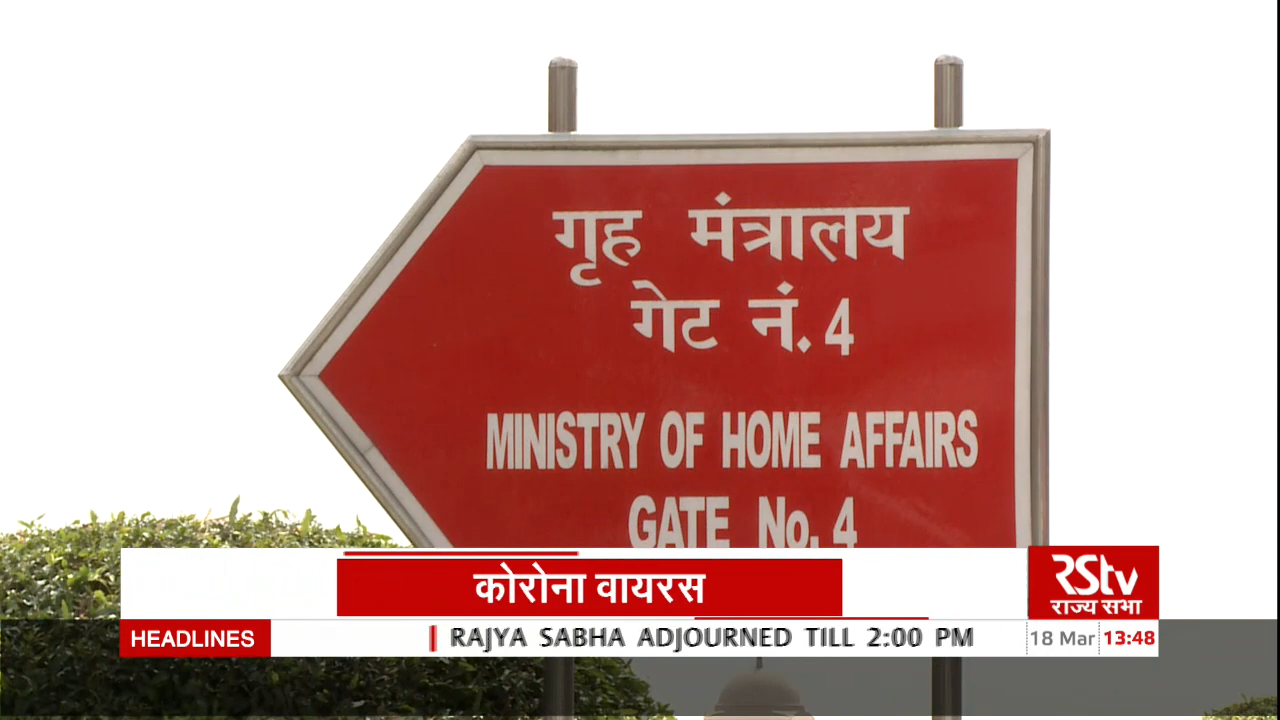 गृह मंत्रालय
गेट नं. 4
MINISTRY OF HOME AFFAIRS
GATE No. 4
कोरोना वायरस
RStv
राज्य सभा
HEADLINES
RAJYA SABHA ADJOURNED TILL 2:00 PM
18 Mar 13:48